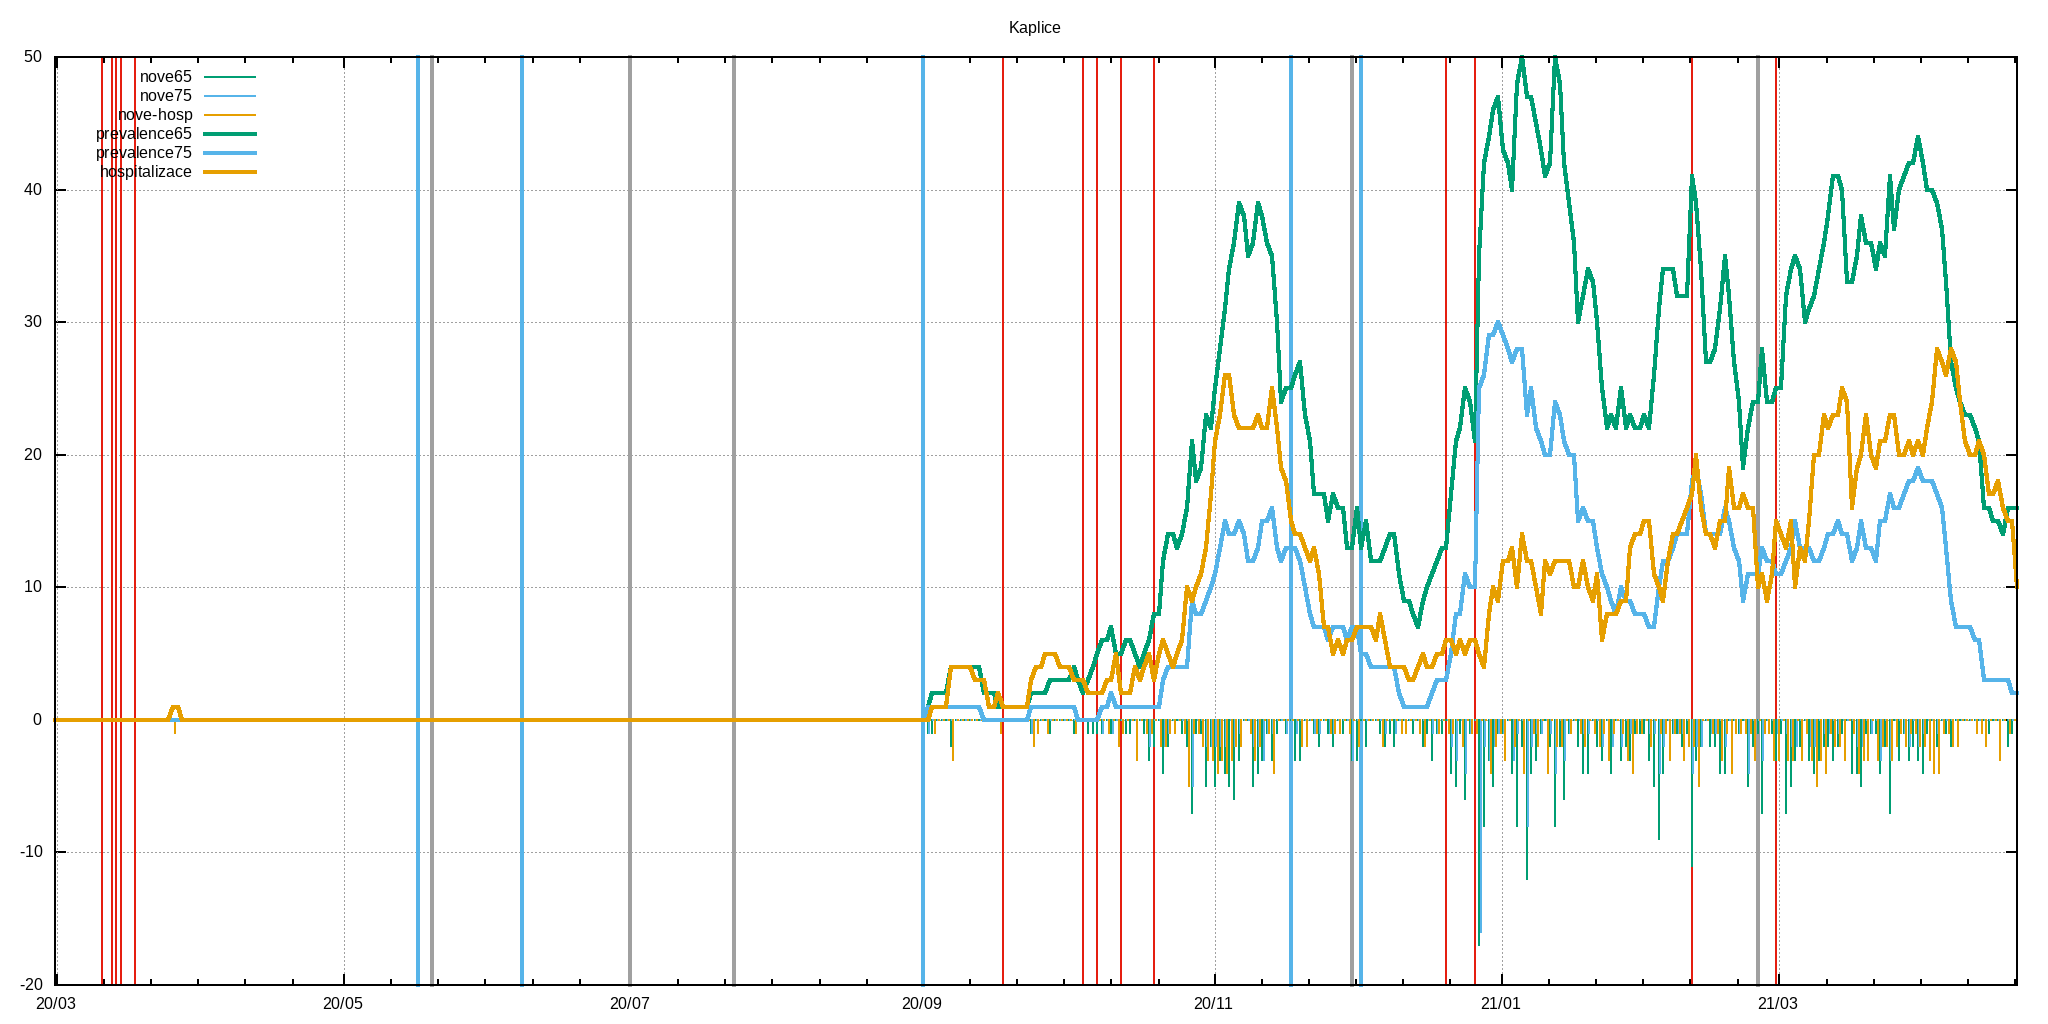 Kaplice
50
nove65
nove75
nove-hosp
prevalence65
prevalence75
hospitalizace
40
30
20
10
0
-10
-20
20/03 20/05 20/07 20/09 20/11 21/01 21/03